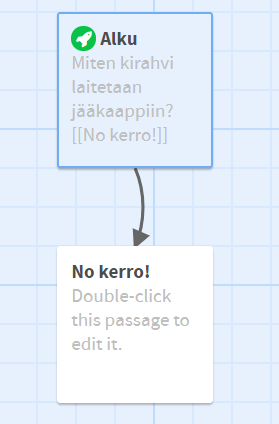 Alku
Miten kirahvi
laitetaan
jääkaappiin?
[[No kerro!]]
No kerro!
Double-click
this passage to
edit it.